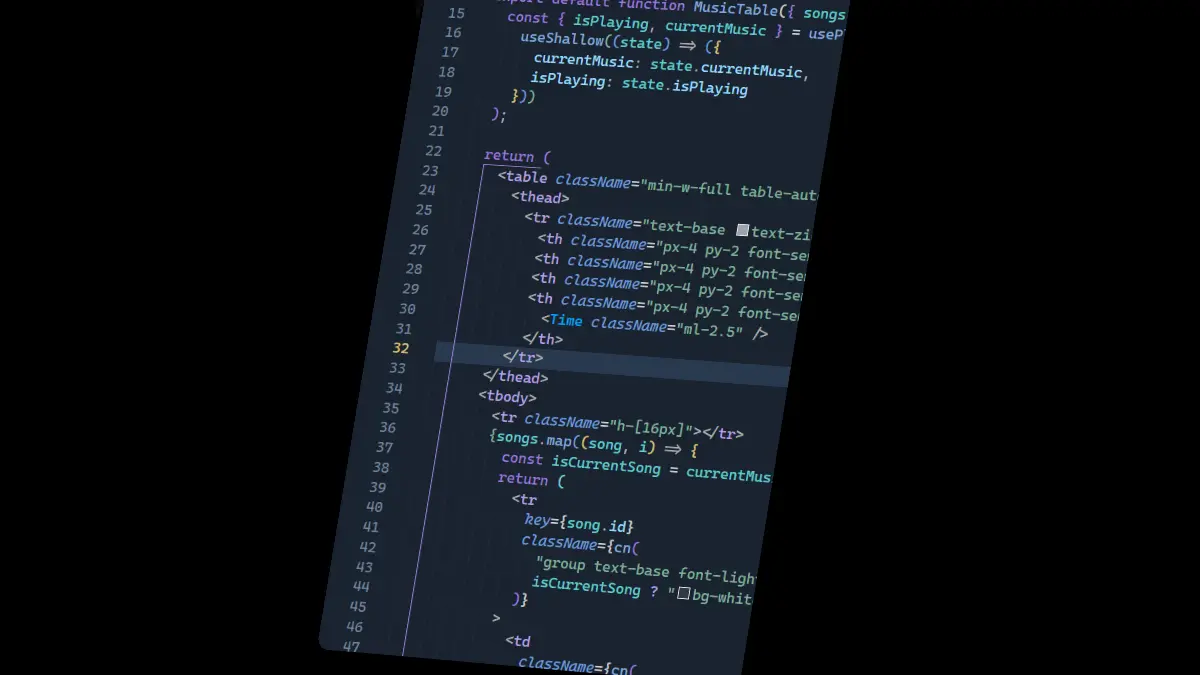 export default function MusicTable({ songs
15 const { isPlaying, currentMusic } = useP
16 useShallow((state) => ({
17 currentMusic: state.currentMusic,
18 isPlaying: state.isPlaying
19 }))
20 );
21
22 return (
23 <table className="min-w-full table-aut
24 <thead>
25 <tr className="text-base text-zi
26 <th className="px-4 py-2 font-se
27 <th className="px-4 py-2 font-se
28 <th className="px-4 py-2 font-se
29 <th className="px-4 py-2 font-se
30 <Time className="ml-2.5" />
31 </th>
32 </tr>
33 </thead>
34 <tbody>
35 <tr className="h-[16px]"></tr>
36 {songs.map((song, i) => {
37 const isCurrentSong = currentMus
38 return (
39 <tr
40 key={song.id}
41 className={cn(
42 "group text-base font-ligh
43 isCurrentSong ? "bg-whit
44 )}
45 >
46 <td
47 className={cn(